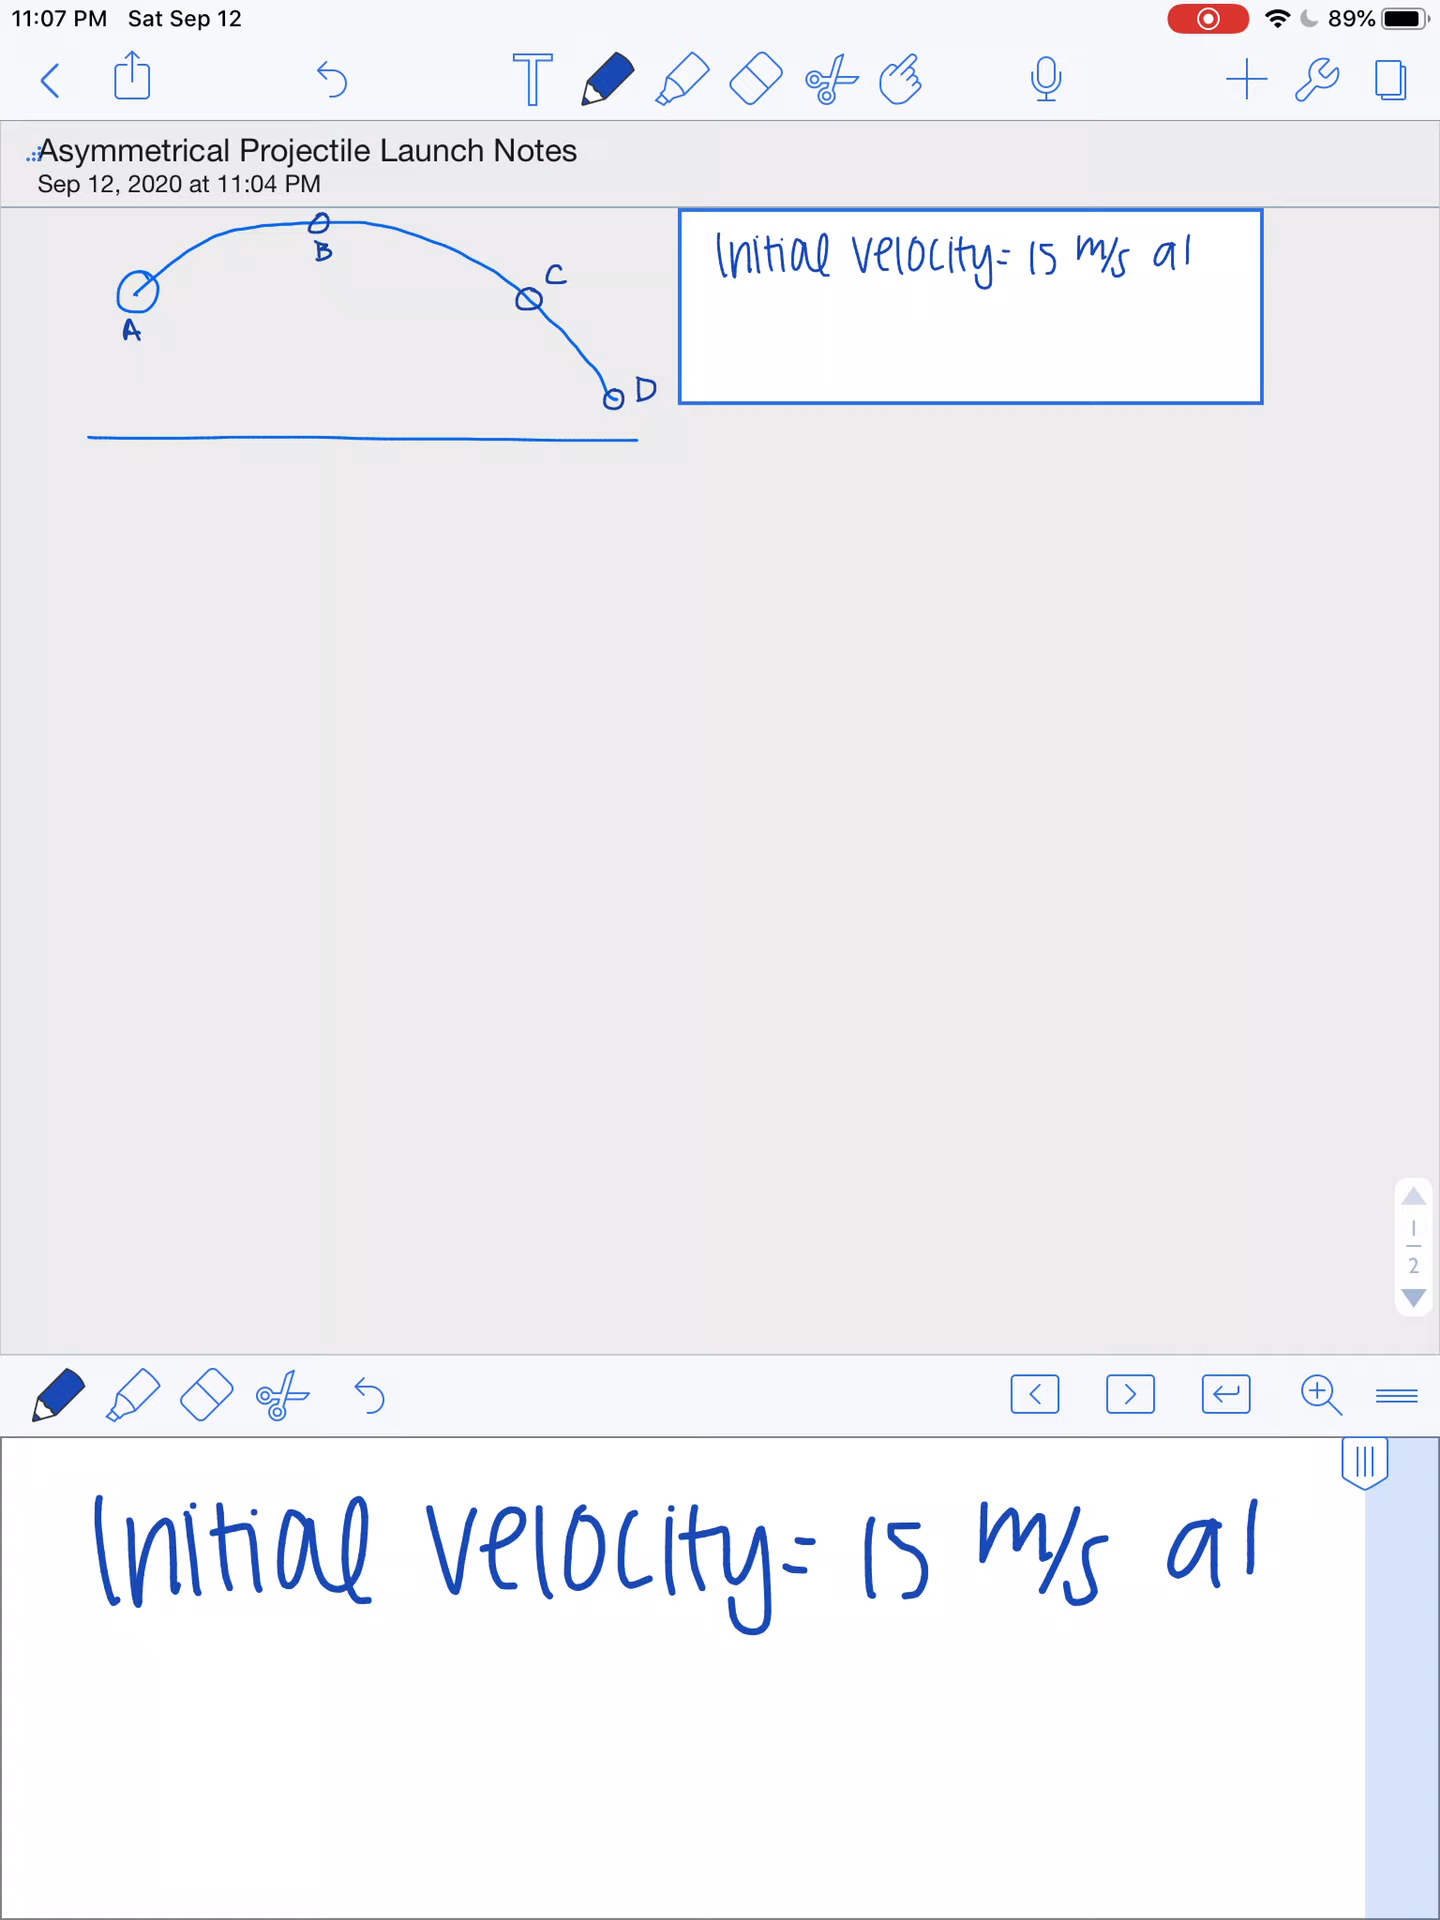 11:07 PM Sat Sep 12
89%
T
Asymmetrical Projectile Launch Notes
Sep 12, 2020 at 11:04 PM
B
A
C
D
Initial velocity= 15 m/s al
1
2
Initial velocity= 15 m/s al